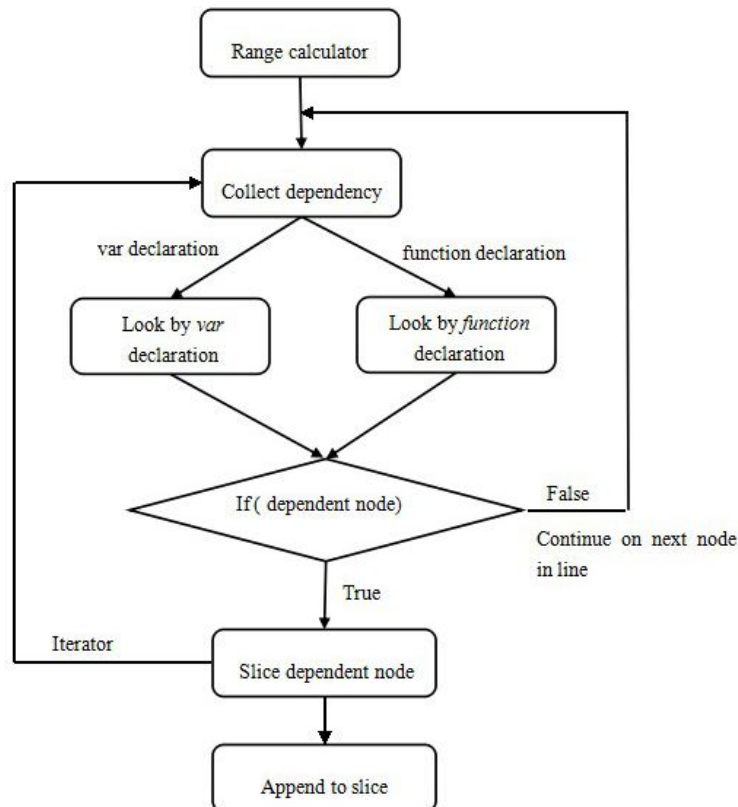 Range calculator
Collect dependency
var declaration
function declaration
Look by var
declaration
Look by function
declaration
If ( dependent node)
False
Continue on next node
in line
True
Iterator
Slice dependent node
Append to slice